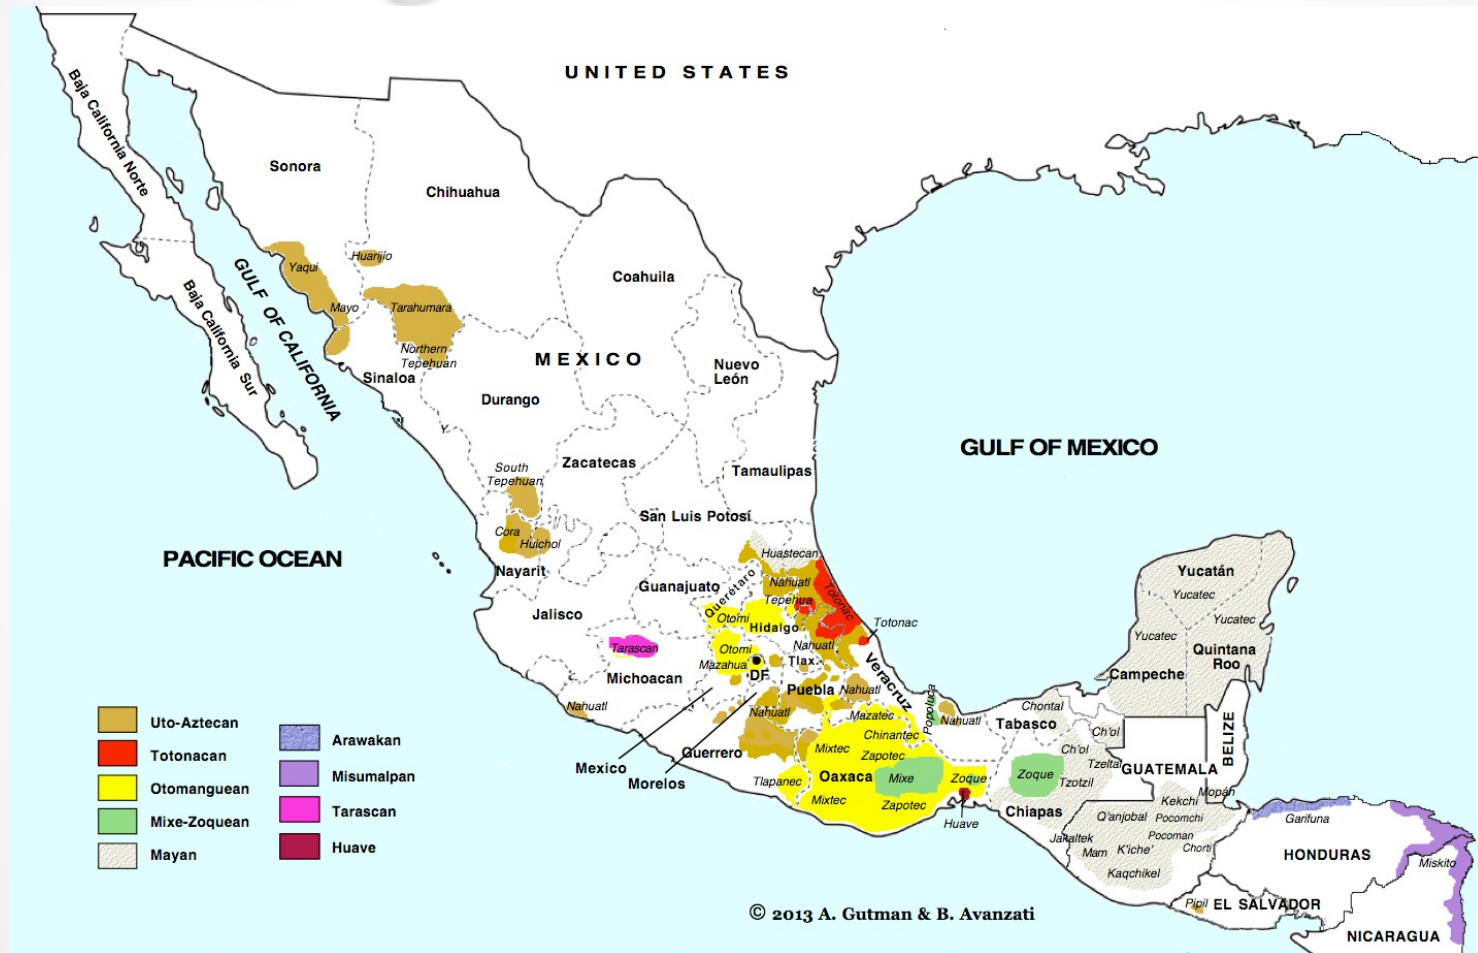 UNITED STATES
Baja California Norte
Sonora
Chihuahua
Coahuila
Yaqui
Huarijío
GULF OF CALIFORNIA
Baja California Sur
Mayo
Tarahumara
Northern
Tepehuan
MEXICO
Nuevo
León
Sinaloa
Durango
GULF OF MEXICO
Zacatecas
Tamaulipas
South
Tepehuan
San Luis Potosí
Cora
Huichol
PACIFIC OCEAN
Nayarit
Huastecan
Guanajuato
Querétaro
Nahuatl
Tepehua
Totonac
Jalisco
Otomí
Hidalgo
Totonac
Tarascan
Otomi
Nahuatl
Mazahua
Tlax.
DF
Veracruz
Michoacan
Puebla
Nahuatl
Nahuatl
Nahuatl
Mazatec
Popoluca
Nahuatl
Chinantec
Guerrero
Mixtec
Zapotec
Mexico
Morelos
Tlapanec
Oaxaca
Mixe
Zoque
Mixtec
Zapotec
Huave
Yucatán
Yucatec
Yucatec
Yucatec
Quintana
Roo
Campeche
Chontal
Tabasco
Ch'ol
Ch'ol
BELIZE
Tzeltal
GUATEMALA
Zoque
Tzotzil
Mopán
Chiapas
Kekchi
Q'anjobal
Pocomchi
Garifuna
Jakaltek
Pocoman
Mam
K'iche'
Chorti
HONDURAS
Miskito
Kaqchikel
Pipil
EL SALVADOR
NICARAGUA
Uto-Aztecan
Totonacan
Otomanguean
Mixe-Zoquean
Mayan
Arawakan
Misumalpan
Tarascan
Huave
© 2013 A. Gutman & B. Avanzati